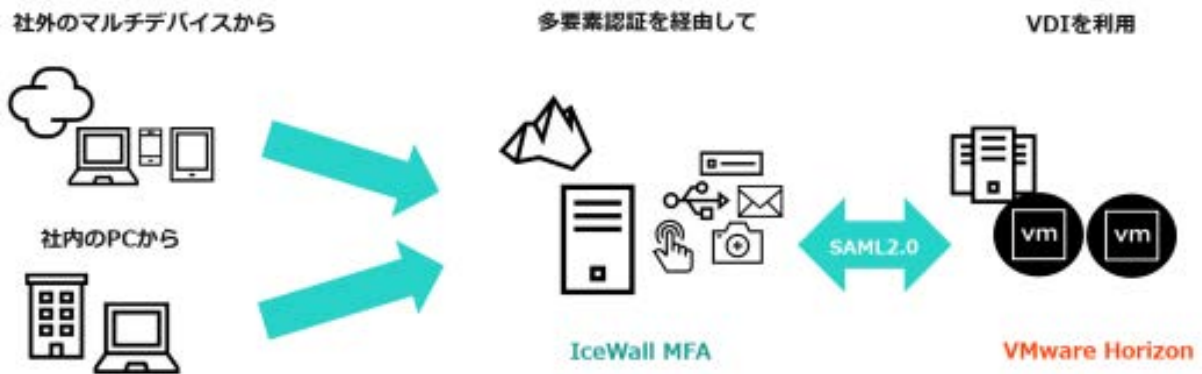 社外のマルチデバイスから
多要素認証を経由して
VDIを利用
社内のPCから
SAML2.0
vm
vm
IceWall MFA
VMware Horizon